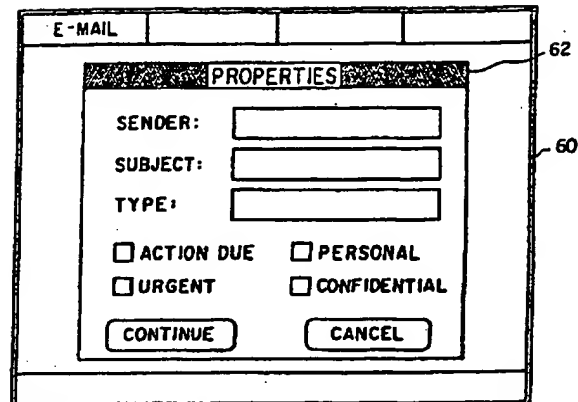 E-MAIL
62
PROPERTIES
SENDER:
60
SUBJECT:
TYPE:
ACTION DUE PERSONAL
URGENT CONFIDENTIAL
CONTINUE CANCEL